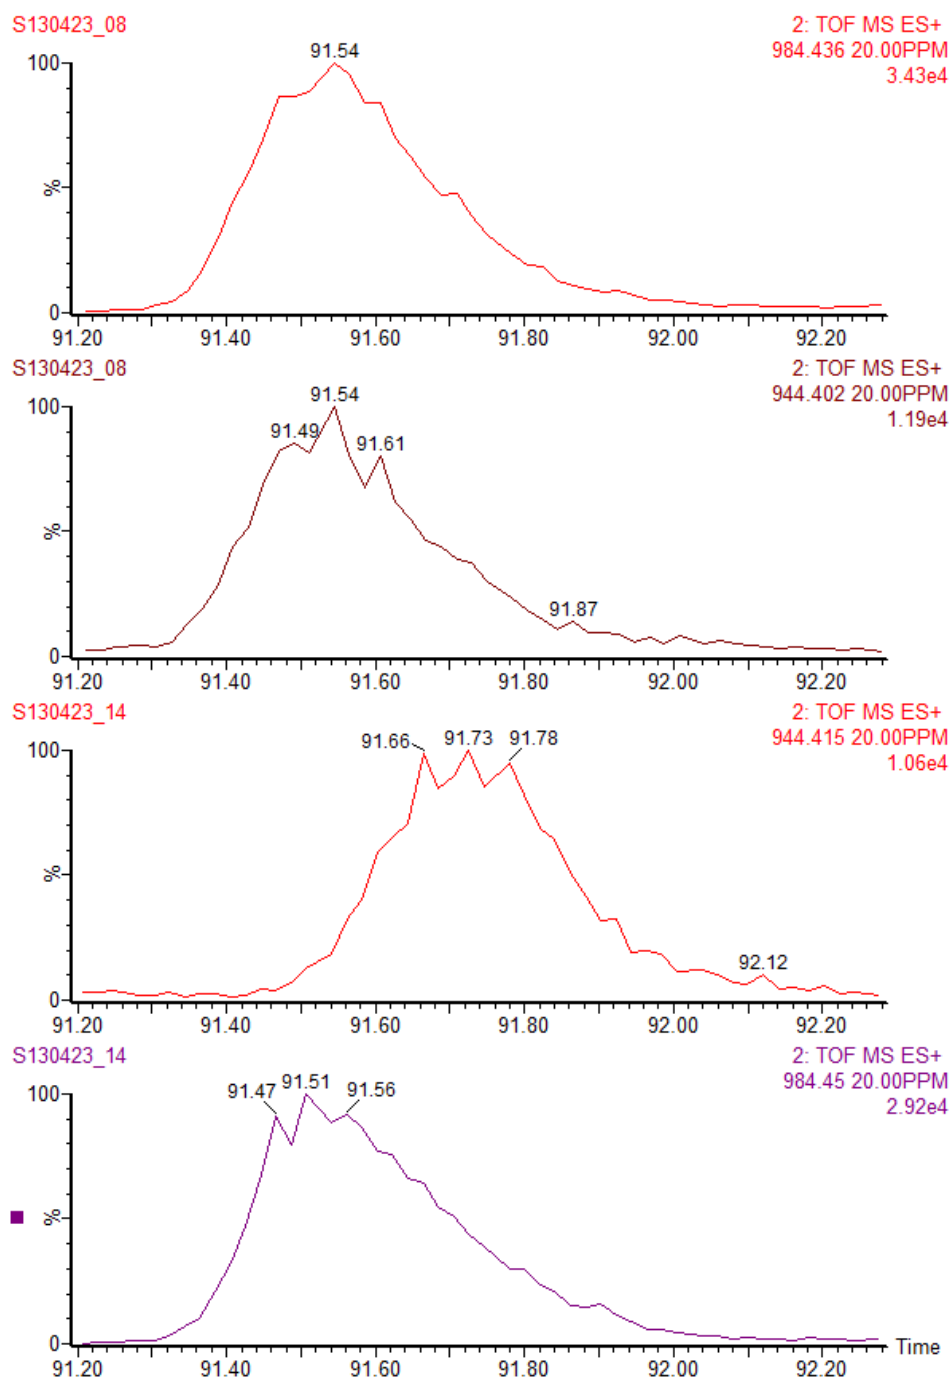 S130423_08 2: TOF MS ES+
984.436 20.00PPM
3.43e4
91.54
100
%
0
91.20 91.40 91.60 91.80 92.00 92.20
S130423_08 2: TOF MS ES+
944.402 20.00PPM
1.19e4
91.54
100
91.49 91.61
%
91.87
0
91.20 91.40 91.60 91.80 92.00 92.20
S130423_14 2: TOF MS ES+
944.415 20.00PPM
1.06e4
91.66 91.73 91.78
100
%
92.12
0
91.20 91.40 91.60 91.80 92.00 92.20
S130423_14 2: TOF MS ES+
984.45 20.00PPM
2.92e4
91.47 91.51 91.56
100
%
0 Time
91.20 91.40 91.60 91.80 92.00 92.20